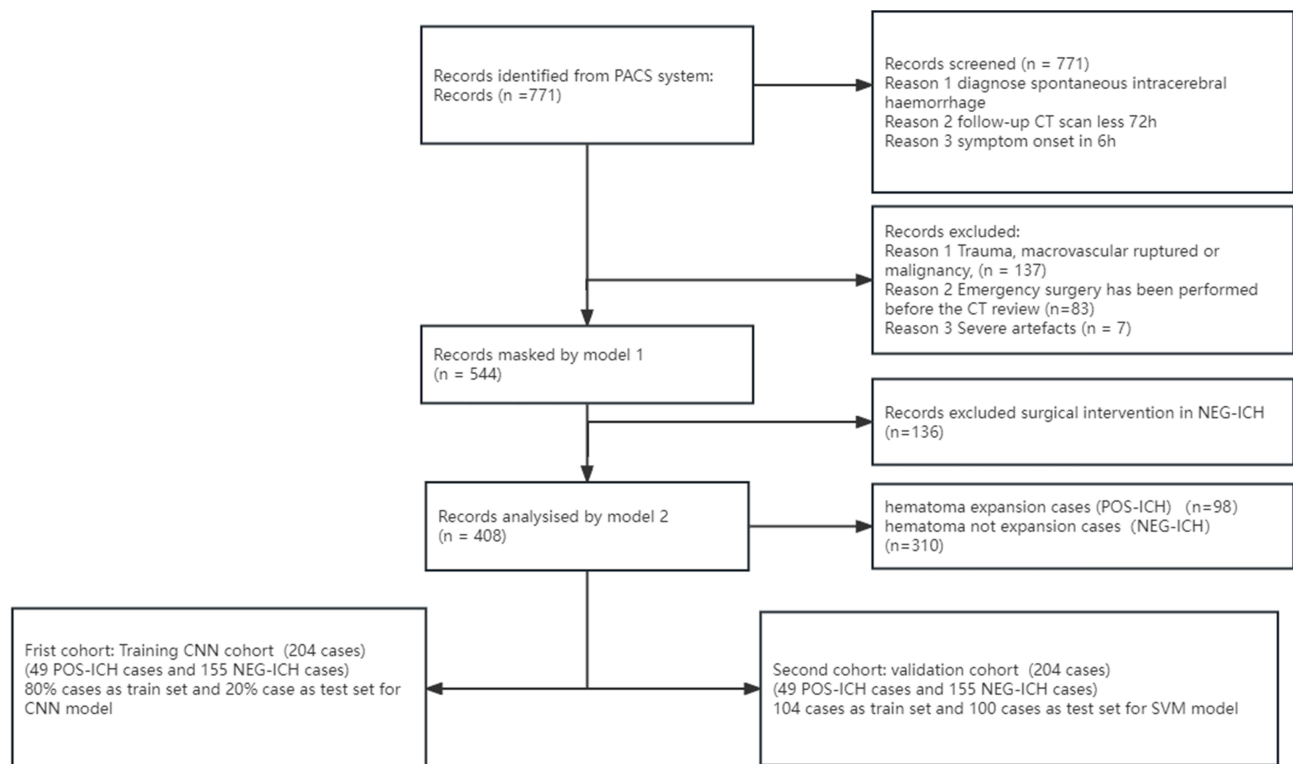 Records identified from PACS system:
Records (n =771)
Records screened (n = 771)
Reason 1 diagnose spontaneous intracerebral
haemorrhage
Reason 2 follow-up CT scan less 72h
Reason 3 symptom onset in 6h
Records excluded:
Reason 1 Trauma, macrovascular ruptured or
malignancy, (n = 137)
Reason 2 Emergency surgery has been performed
before the CT review (n=83)
Reason 3 Severe artefacts (n = 7)
Records masked by model 1
(n = 544)
Records excluded surgical intervention in NEG-ICH
(n=136)
Records analysised by model 2
(n = 408)
hematoma expansion cases (POS-ICH) (n=98)
hematoma not expansion cases (NEG-ICH)
(n=310)
Frist cohort: Training CNN cohort (204 cases)
(49 POS-ICH cases and 155 NEG-ICH cases)
80% cases as train set and 20% case as test set for
CNN model
Second cohort: validation cohort (204 cases)
(49 POS-ICH cases and 155 NEG-ICH cases)
104 cases as train set and 100 cases as test set for SVM model